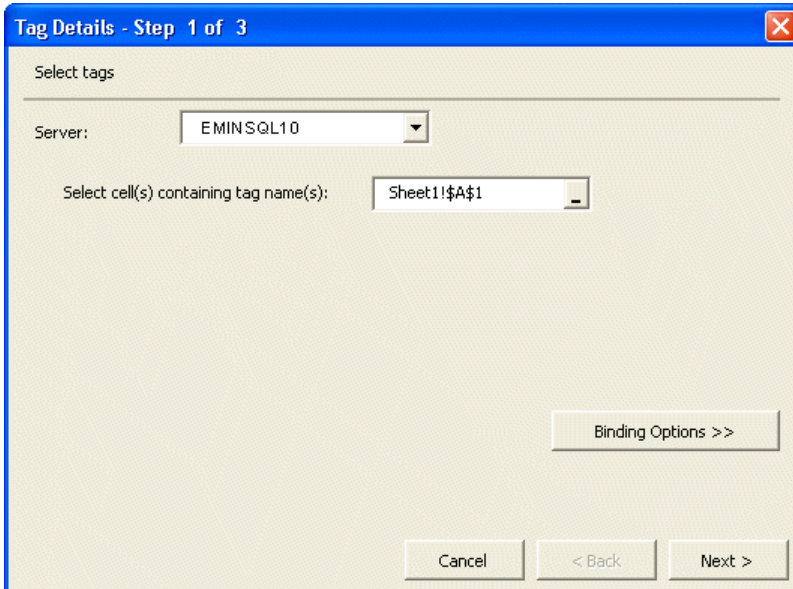 Tag Details - Step 1 of 3
Select tags
Server: EMINSQL10
Select cell(s) containing tag name(s): Sheet1!$A$1
Binding Options >>
Cancel < Back Next >